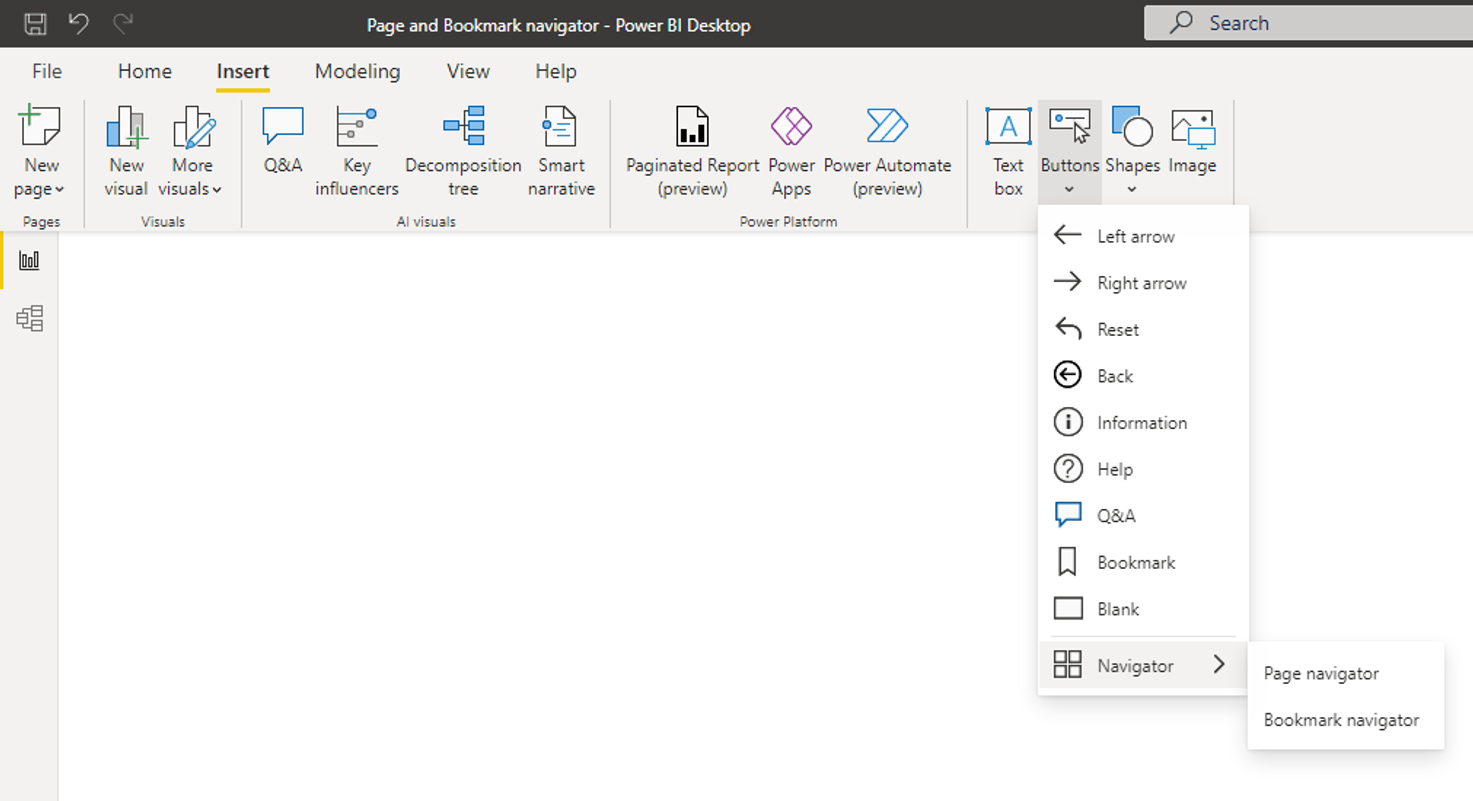 Page and Bookmark navigator - Power BI Desktop
Search
File Home Insert Modeling View Help
New page
New visual
More visuals
Q&A
Key influencers
Decomposition tree
Smart narrative
Paginated Report (preview)
Power Apps
Power Automate (preview)
A
Text box
Buttons
Shapes
Image
Pages
Visuals
AI visuals
Power Platform
Left arrow
Right arrow
Reset
Back
Information
Help
Q&A
Bookmark
Blank
Navigator
Page navigator
Bookmark navigator